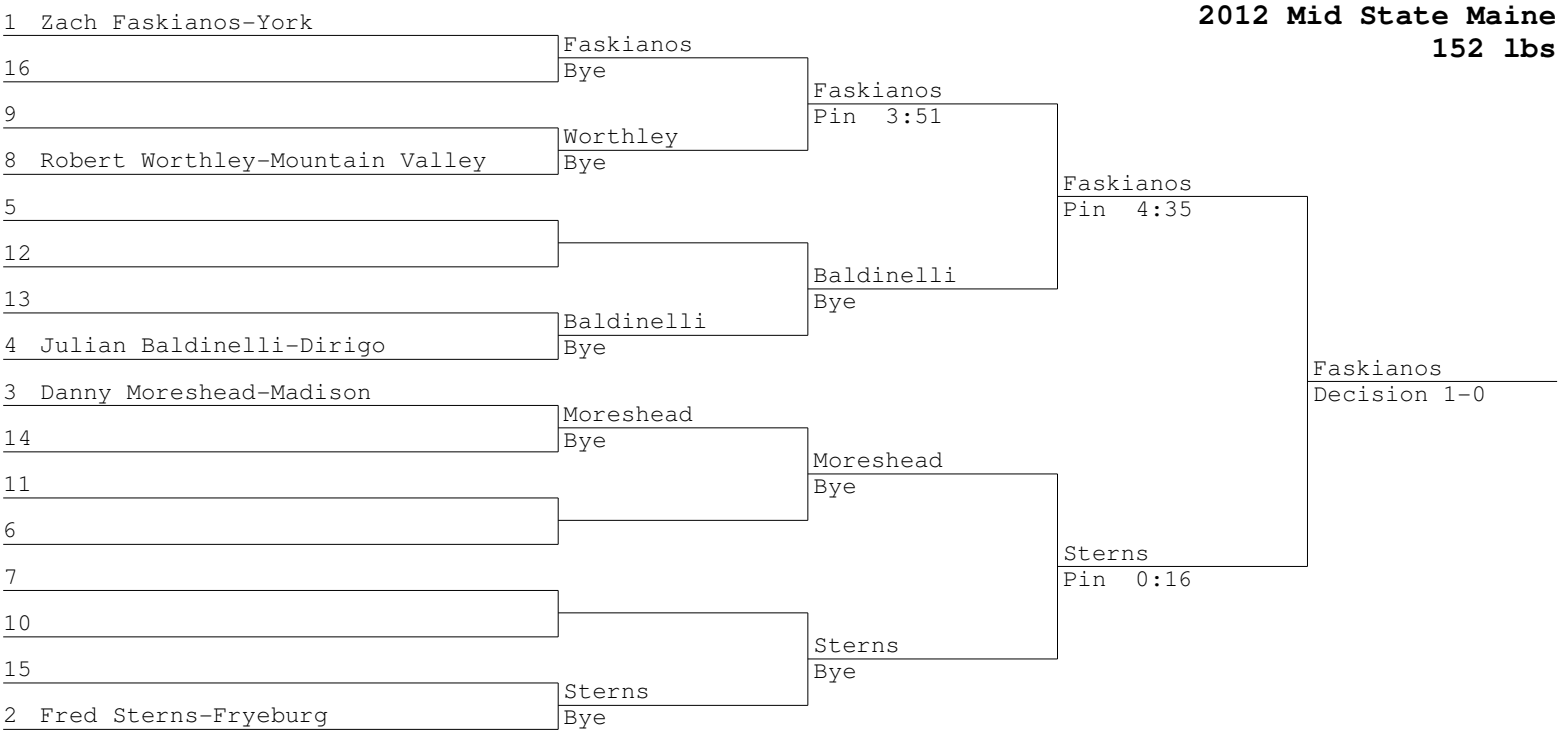 2012 Mid State Maine
152 lbs
1 Zach Faskianos-York
Faskianos
16
Bye
Faskianos
9
Pin 3:51
Worthley
8 Robert Worthley-Mountain Valley
Bye
Faskianos
5
Pin 4:35
12
Baldinelli
13
Bye
Baldinelli
4 Julian Baldinelli-Dirigo
Bye
Faskianos
3 Danny Moreshead-Madison
Decision 1-0
Moreshead
14
Bye
Moreshead
11
Bye
6
Sterns
7
Pin 0:16
10
Sterns
15
Bye
Sterns
2 Fred Sterns-Fryeburg
Bye